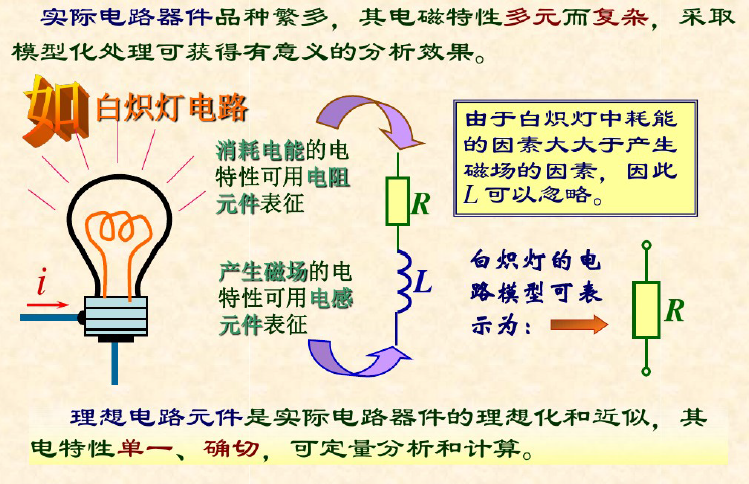 实际电路器件品种繁多，其电磁特性多元而复杂，采取
模型化处理可获得有意义的分析效果。
如白炽灯电路
消耗电能的电
特性可用电阻
元件表征
R
由于白炽灯中耗能
的因素大大于产生
磁场的因素，因此
L 可以忽略。
i
产生磁场的电
特性可用电感
元件表征
L
白炽灯的电
路模型可表
示为：
R
理想电路元件是实际电路器件的理想化和近似，其
电特性单一、确切，可定量分析和计算。